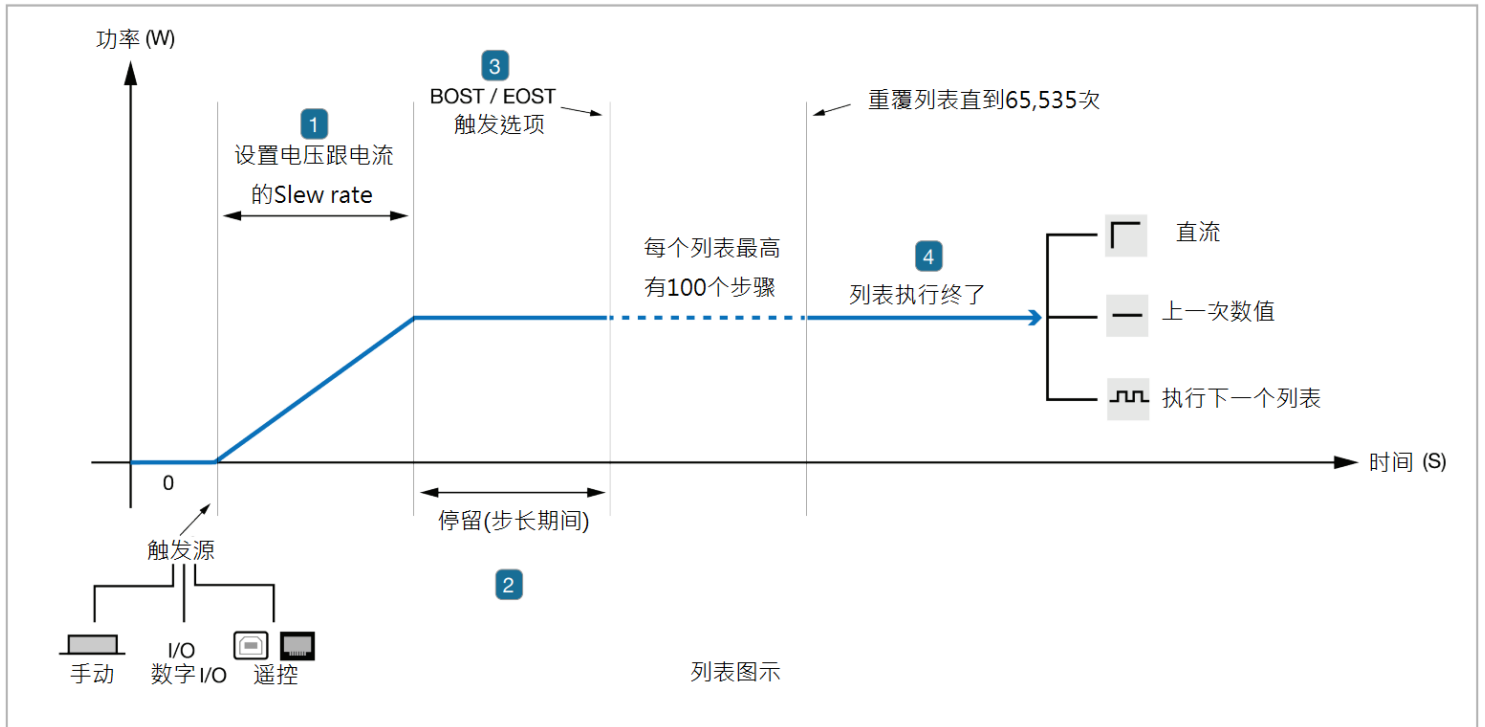 功率 (W)
3
BOST / EOST
触发选项
重覆列表直到65,535次
1
设置电压跟电流
的Slew rate
每个列表最高
有100个步骤
4
列表执行终了
直流
上一次数值
执行下一个列表
时间 (S)
0
停留(步长期间)
触发源
2
I/O
手动
数字 I/O
遥控
列表图示